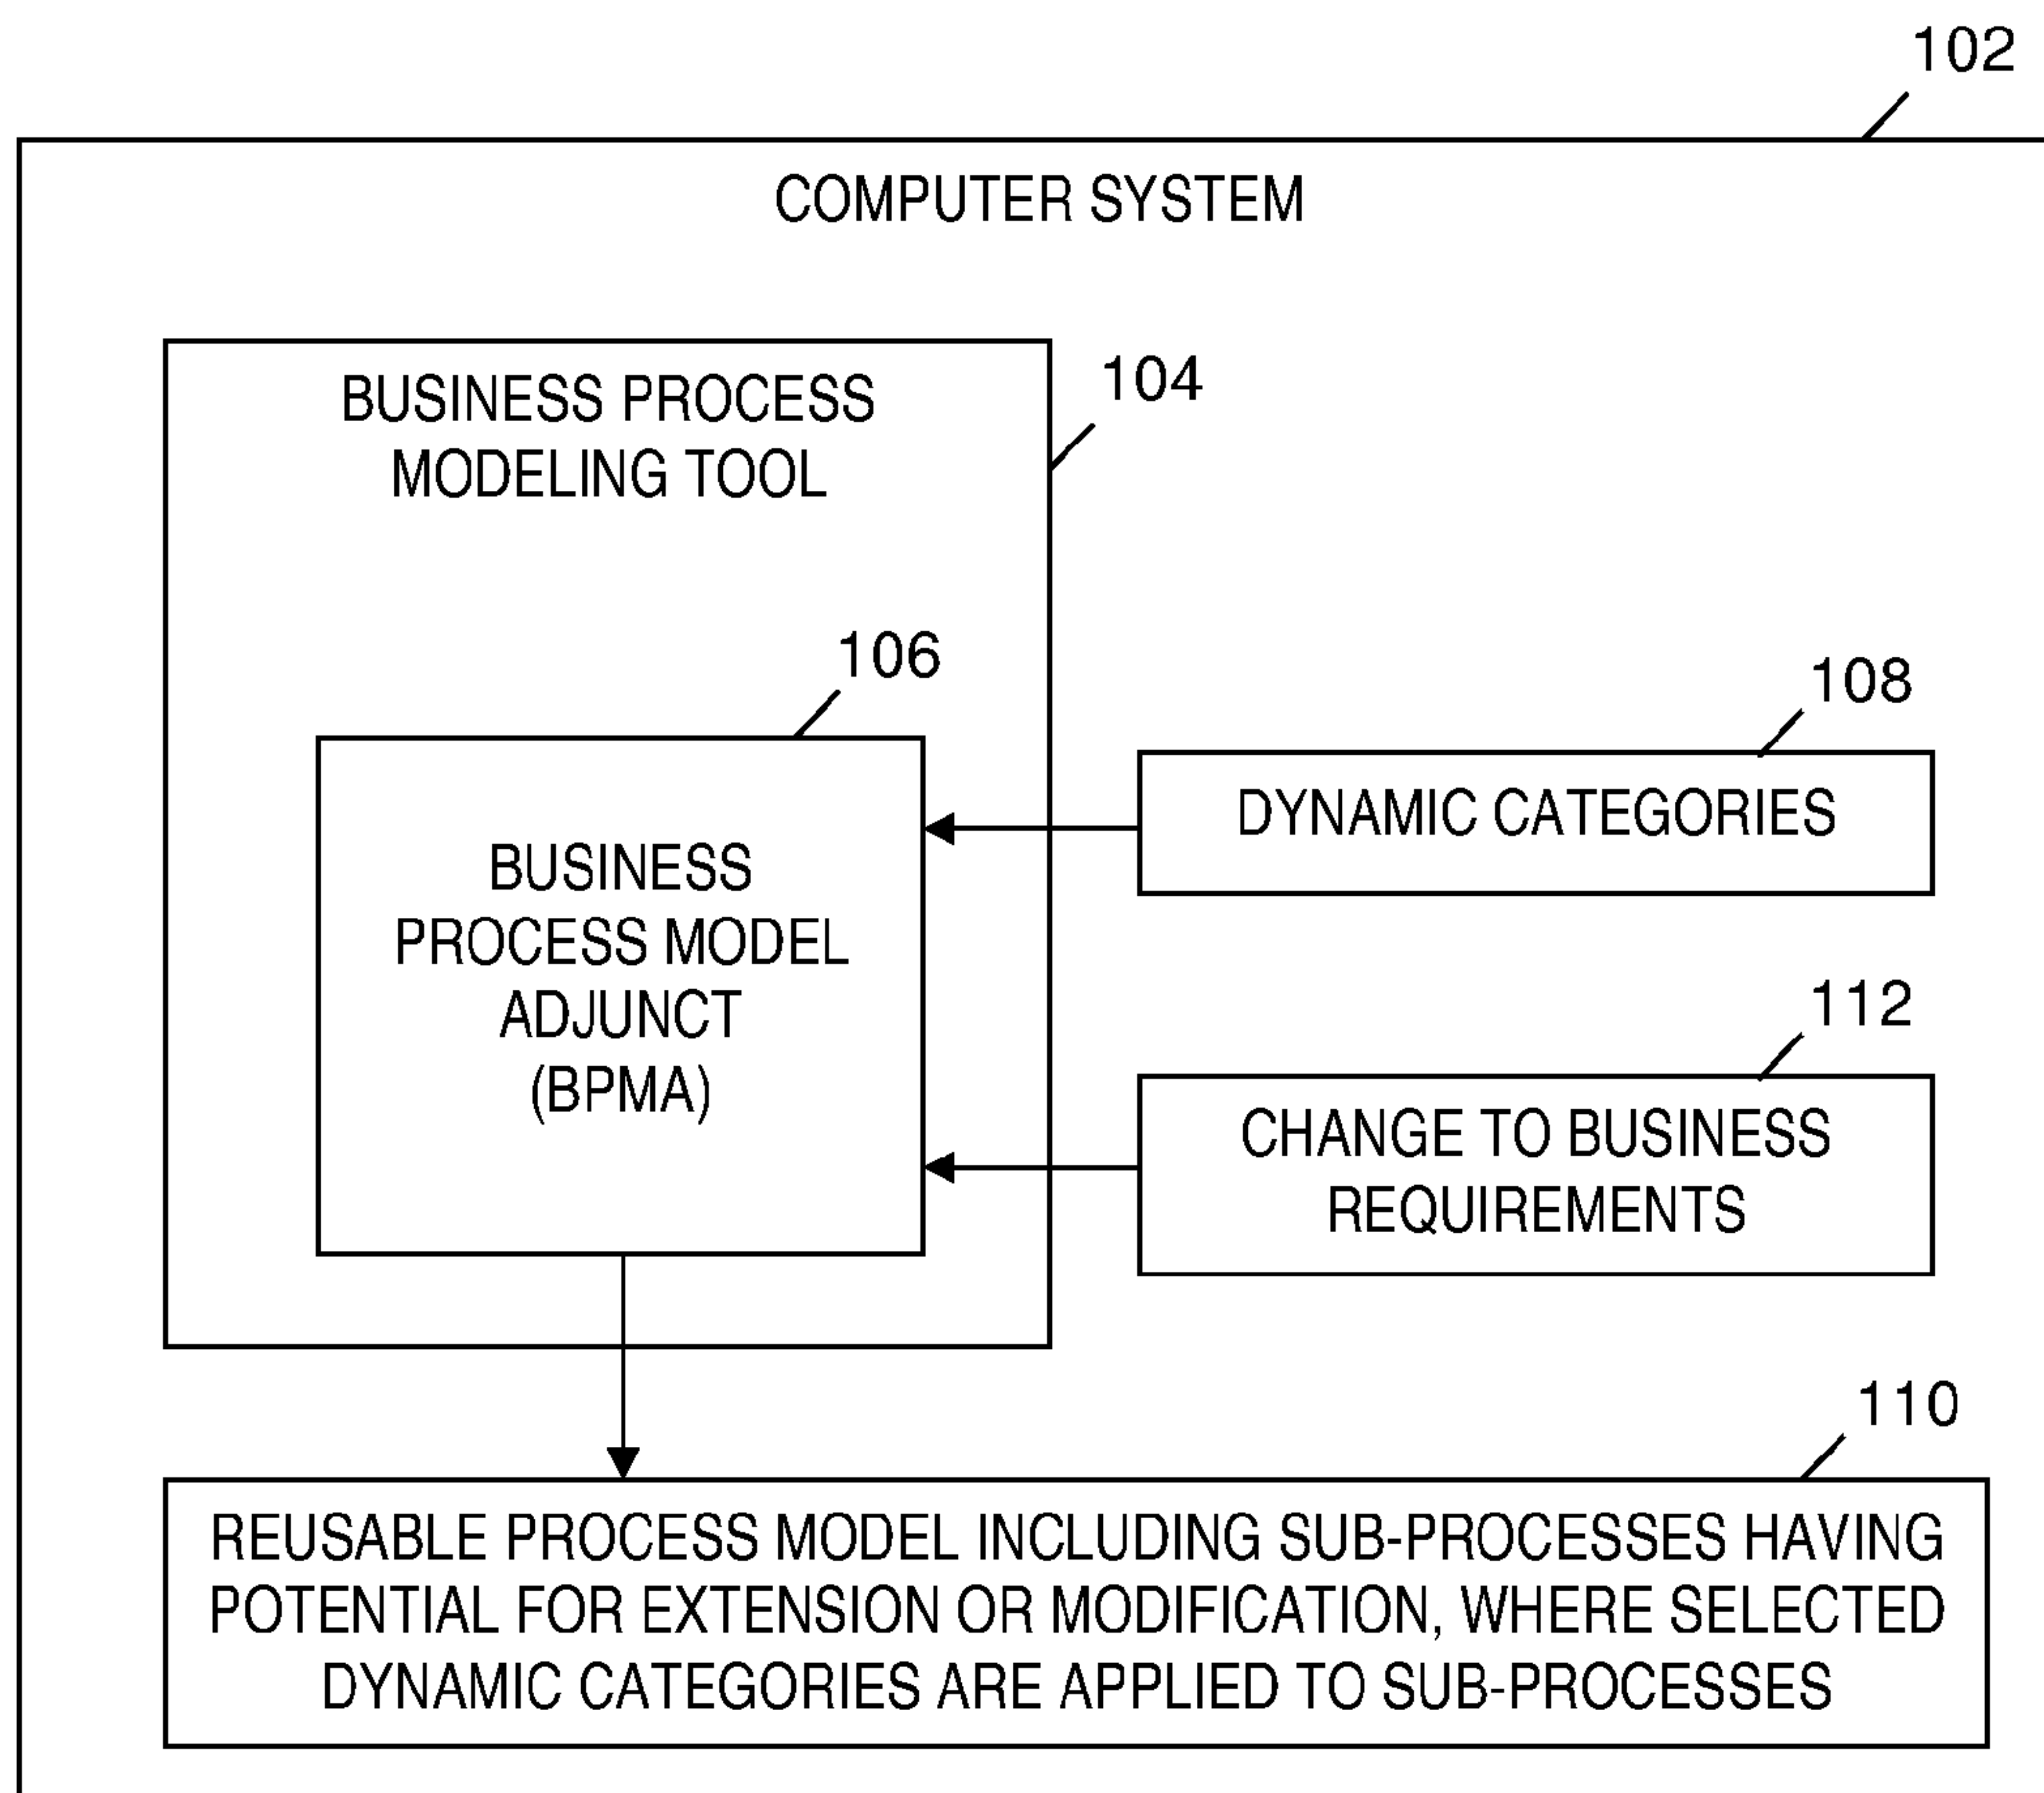 102
COMPUTER SYSTEM
BUSINESS PROCESS
MODELING TOOL
104
106
BUSINESS
PROCESS MODEL
ADJUNCT
(BPMA)
108
DYNAMIC CATEGORIES
112
CHANGE TO BUSINESS
REQUIREMENTS
110
REUSABLE PROCESS MODEL INCLUDING SUB-PROCESSES HAVING
POTENTIAL FOR EXTENSION OR MODIFICATION, WHERE SELECTED
DYNAMIC CATEGORIES ARE APPLIED TO SUB-PROCESSES